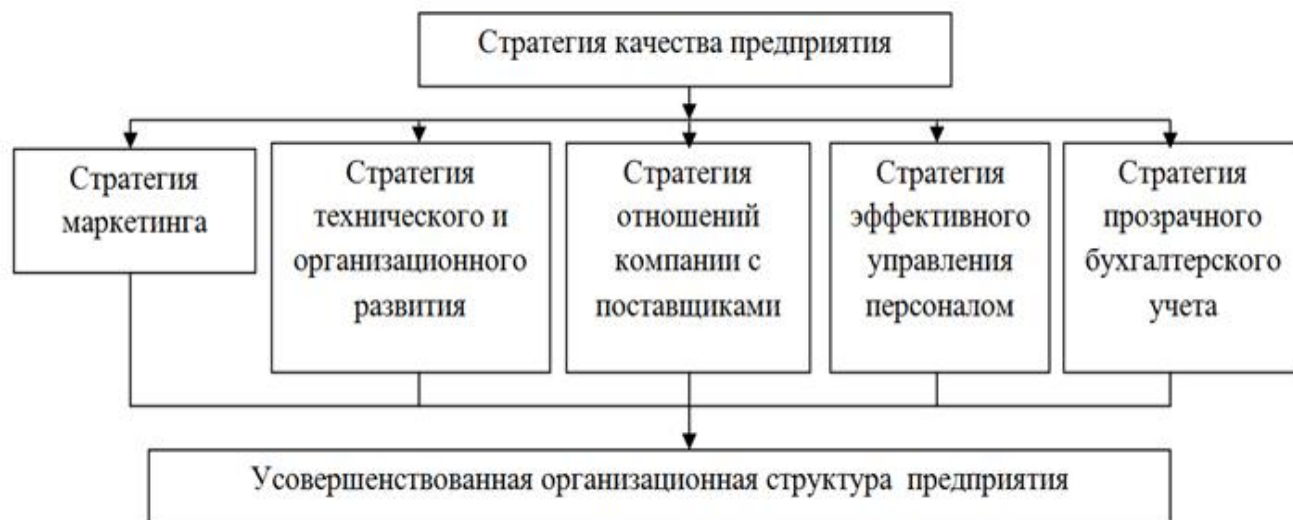 Стратегия качества предприятия
Стратегия
маркетинга
Стратегия
технического и
организационного
развития
Стратегия
отношений
компании с
поставщиками
Стратегия
эффективного
управления
персоналом
Стратегия
прозрачного
бухгалтерского
учета
Усовершенствованная организационная структура предприятия